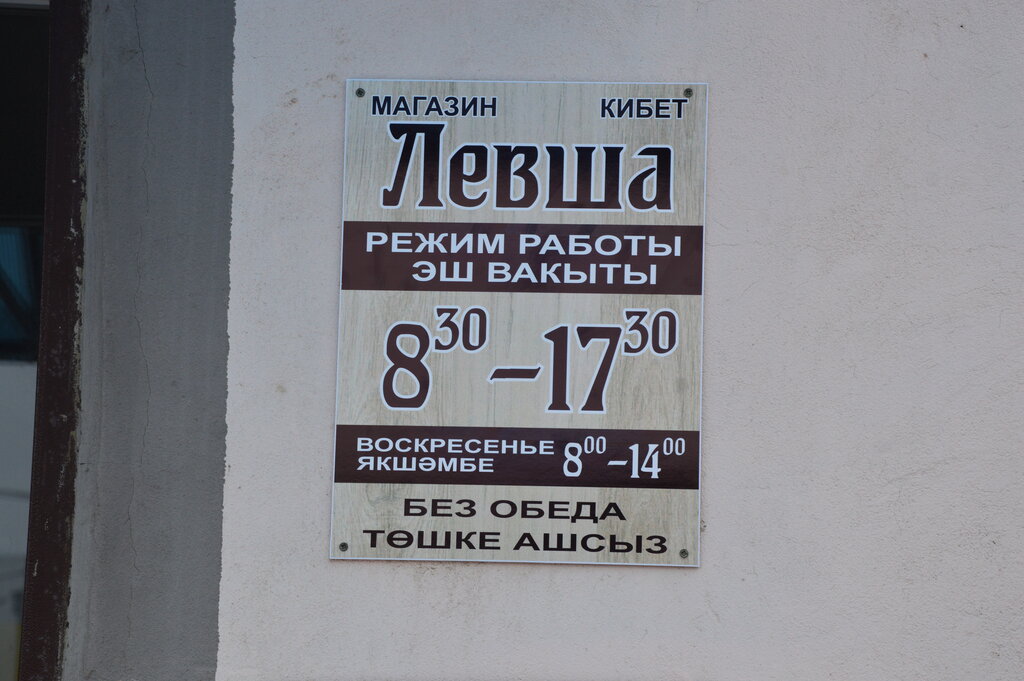 МАГАЗИН КИБЕТ
Левша
РЕЖИМ РАБОТЫ
ЭШ ВАКЫТЫ
8³⁰ –17³⁰
ВОСКРЕСЕНЬЕ 8⁰⁰ –14⁰⁰
ЯКШӘМБЕ
БЕЗ ОБЕДА
ТӨШКЕ АШСЫЗ